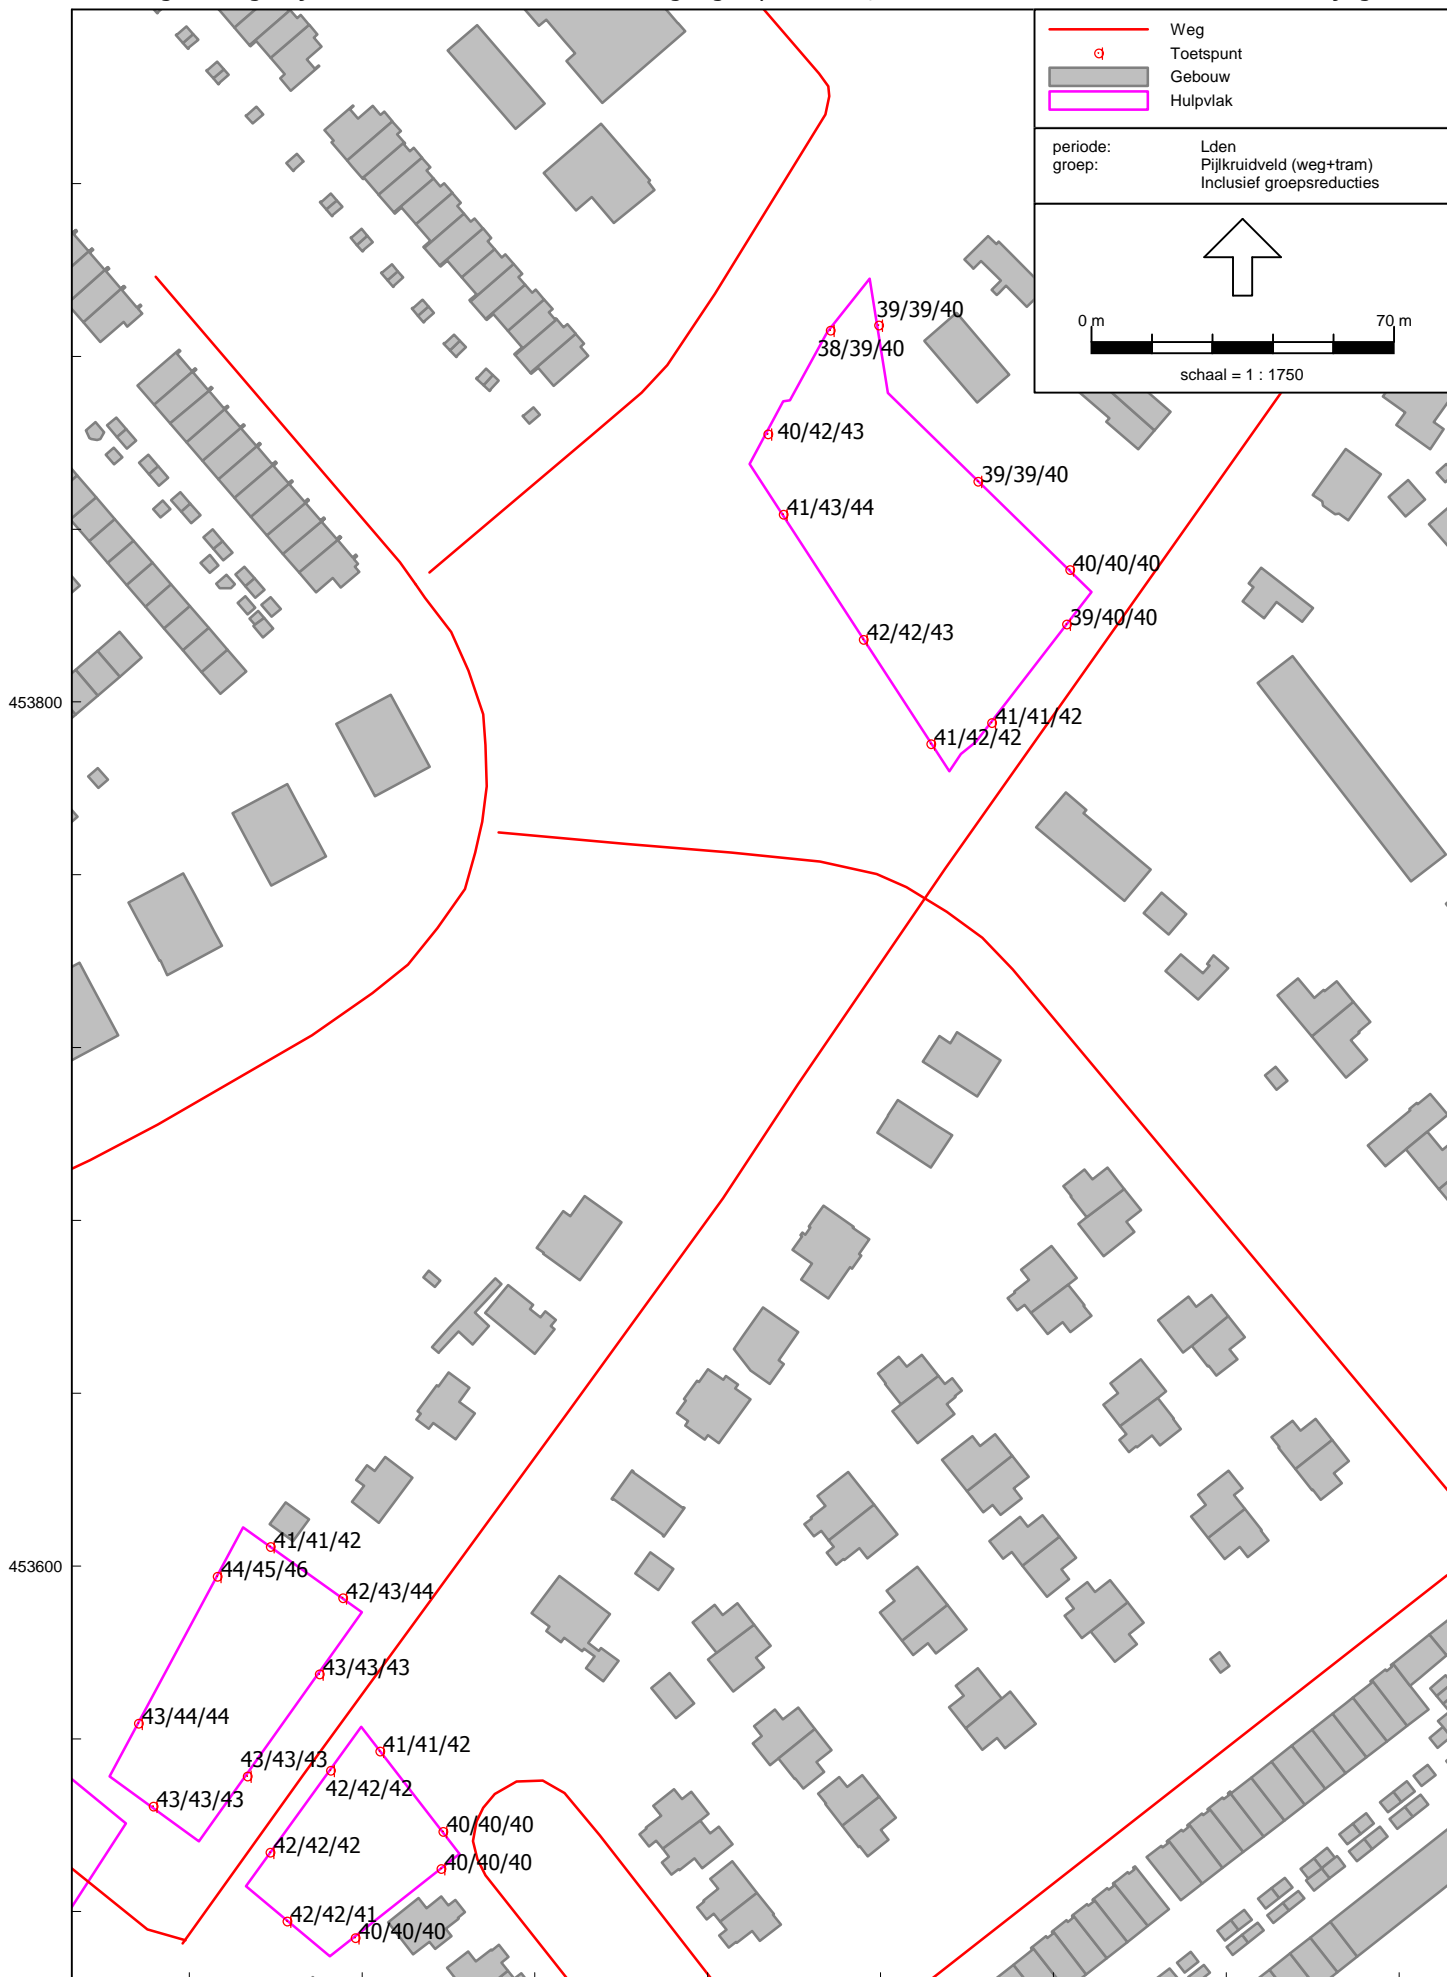 Weg
Toetspunt
Gebouw
Hulpvlak
periode: Lden
groep: Pijlkruidveld (weg+tram)
Inclusief groepsreducties
0 m 70 m
schaal = 1 : 1750
39/39/40
38/39/40
40/42/43
39/39/40
41/43/44
40/40/40
39/40/40
42/42/43
453800
41/41/42
41/42/42
41/41/42
453600
44/45/46
42/43/44
43/43/43
43/44/44
41/41/42
43/43/43
42/42/42
43/43/43
40/40/40
42/42/42
40/40/40
42/42/41
40/40/40